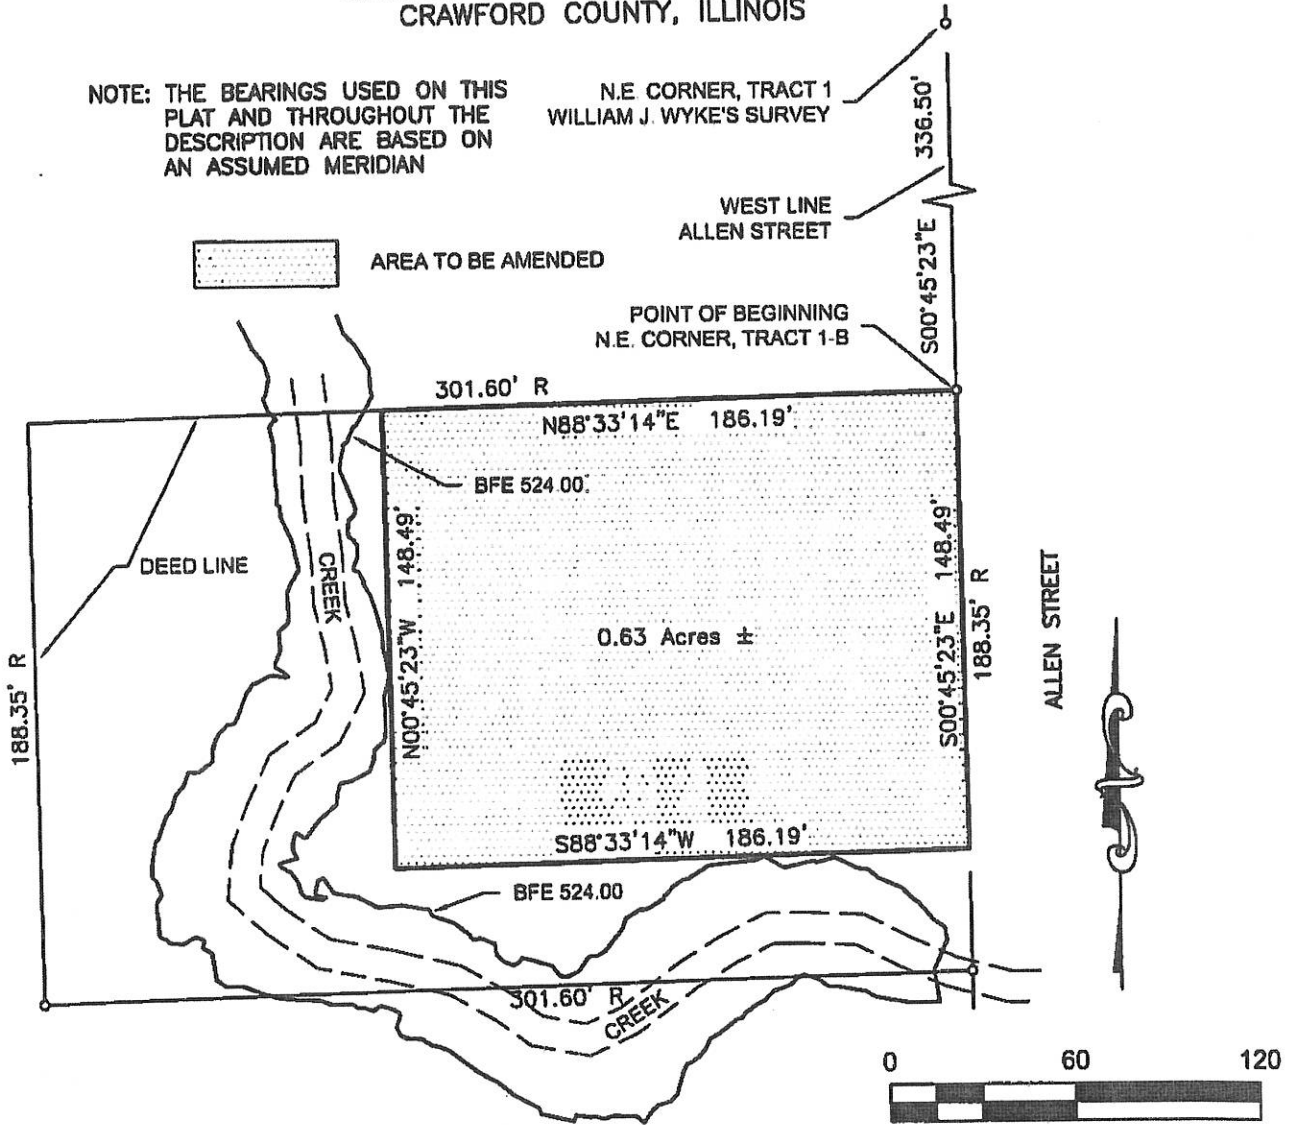 CRAWFORD COUNTY, ILLINOIS
NOTE: THE BEARINGS USED ON THIS
PLAT AND THROUGHOUT THE
DESCRIPTION ARE BASED ON
AN ASSUMED MERIDIAN
N.E. CORNER, TRACT 1
WILLIAM J. WYKE'S SURVEY
336.50'
WEST LINE
ALLEN STREET
S00°45'23"E
AREA TO BE AMENDED
POINT OF BEGINNING
N.E. CORNER, TRACT 1-B
301.60' R
N88°33'14"E 186.19'
BFE 524.00
DEED LINE
CREEK
N00°45'23"W 148.49'
0.63 Acres ±
S00°45'23"E 148.49'
188.35' R
ALLEN STREET
188.35' R
S88°33'14"W 186.19'
BFE 524.00
301.60' R
CREEK
0 60 120